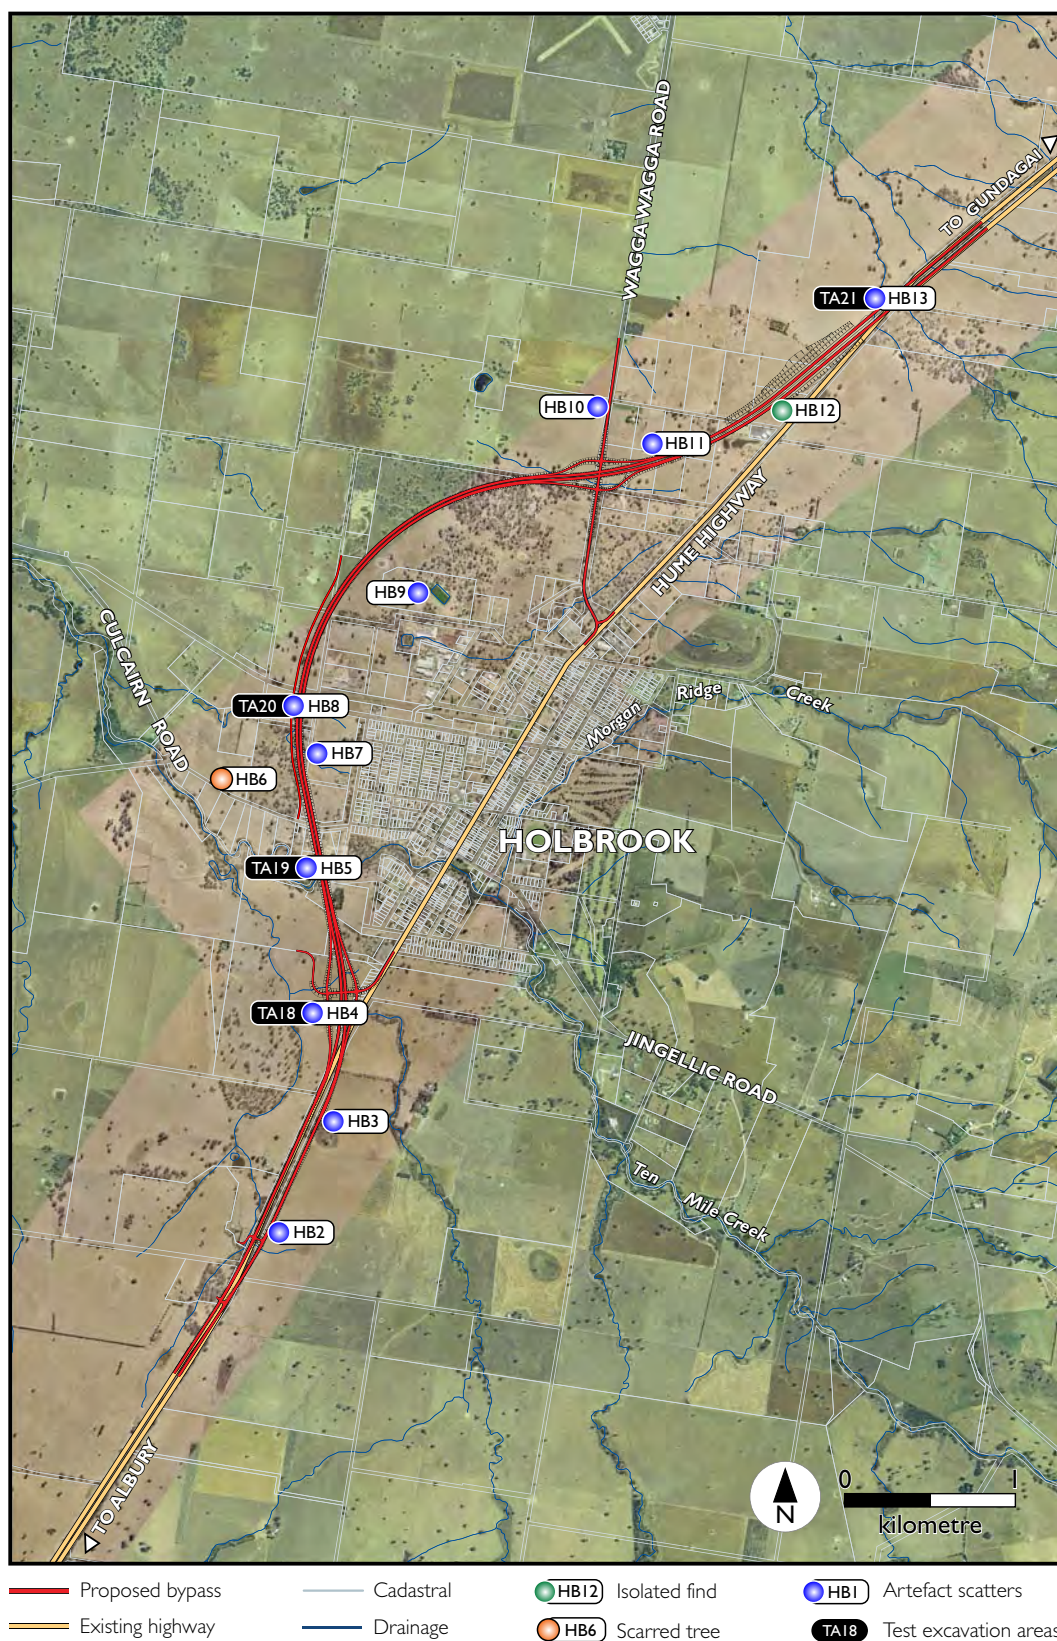 WAGGA WAGGA ROAD
TO GUNDAGAI
TA21
HB13
HB10
HB12
HB11
HUME HIGHWAY
HB9
CULCAIRN ROAD
Morgan Ridge Creek
TA20
HB8
HB7
HB6
HOLBROOK
TA19
HB5
TA18
HB4
JINGELLIC ROAD
HB3
Ten Mile Creek
HB2
TO ALBURY
N
0 1
kilometre
Proposed bypass
Cadastral
HB12
Isolated find
HB1
Artefact scatters
Existing highway
Drainage
HB6
Scarred tree
TA18
Test excavation areas